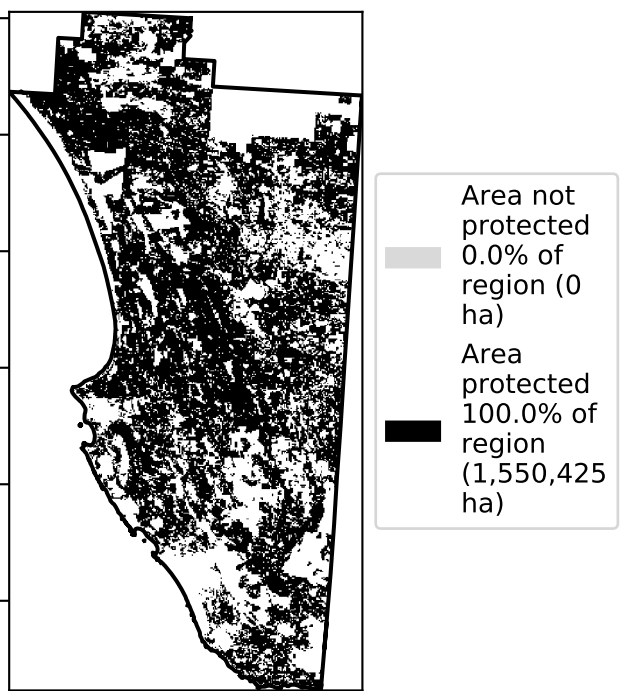 Area not
protected
0.0% of
region (0
ha)
Area
protected
100.0% of
region
(1,550,425
ha)